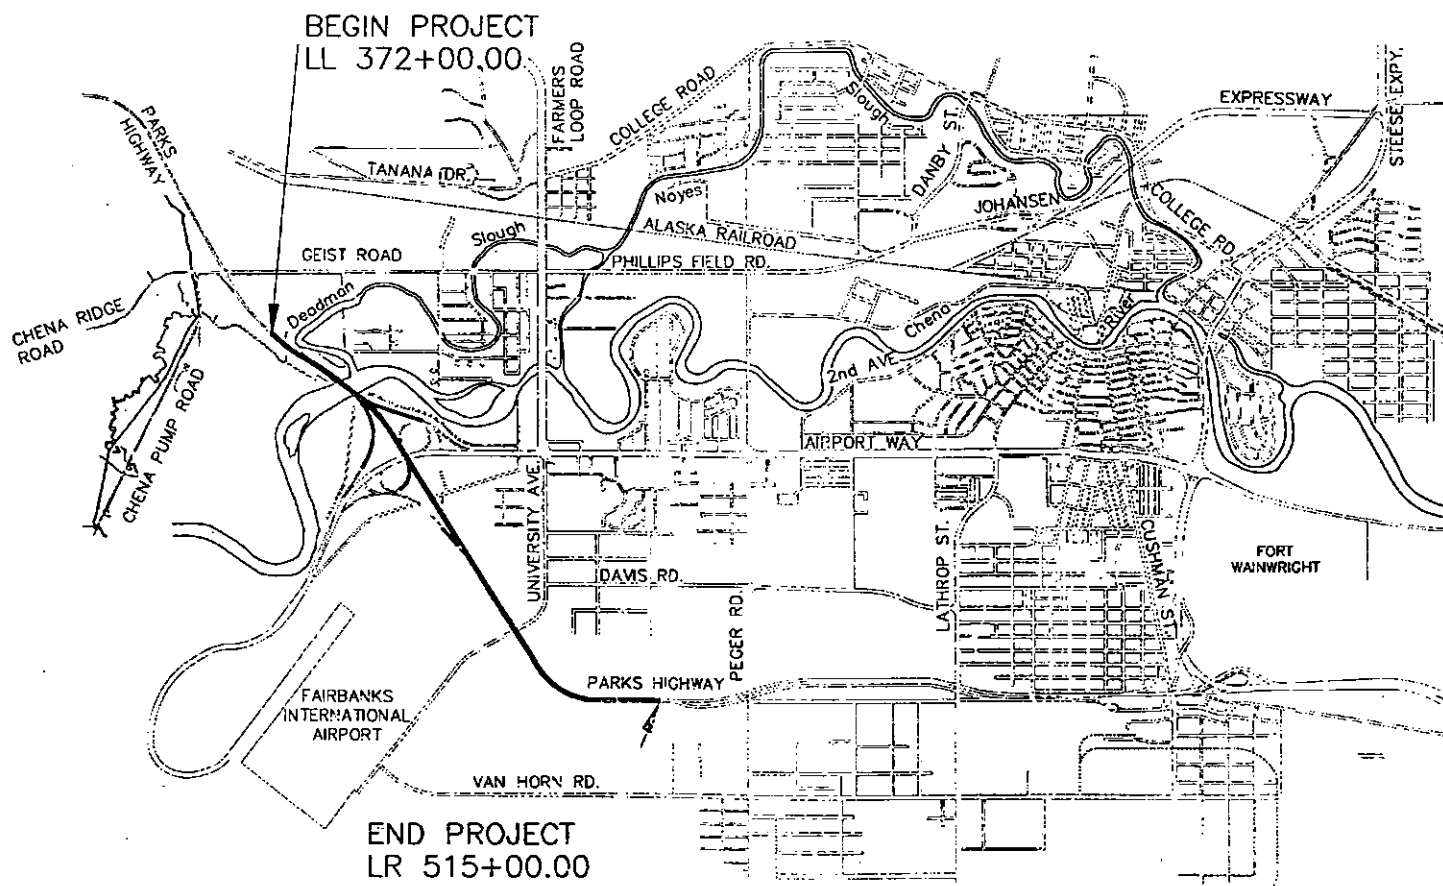 BEGIN PROJECT
LL 372+00.00
PARKS
HIGHWAY
FARMERS
LOOP ROAD
COLLEGE ROAD
Slough
DANBY ST.
EXPRESSWAY
STEESE EXPY.
TANANA DR.
Noyes
JOHANSEN
COLLEGE RD.
Slough
ALASKA RAILROAD
GEIST ROAD
PHILLIPS FIELD RD.
Deadman
CHENA RIDGE
ROAD
Chena
River
2nd AVE
CHENA PUMP ROAD
AIRPORT WAY
UNIVERSITY AVE.
CUSHMAN ST.
LATHROP ST.
FORT
WAINWRIGHT
DAVIS RD.
PEGER RD.
PARKS HIGHWAY
FAIRBANKS
INTERNATIONAL
AIRPORT
VAN HORN RD.
END PROJECT
LR 515+00.00